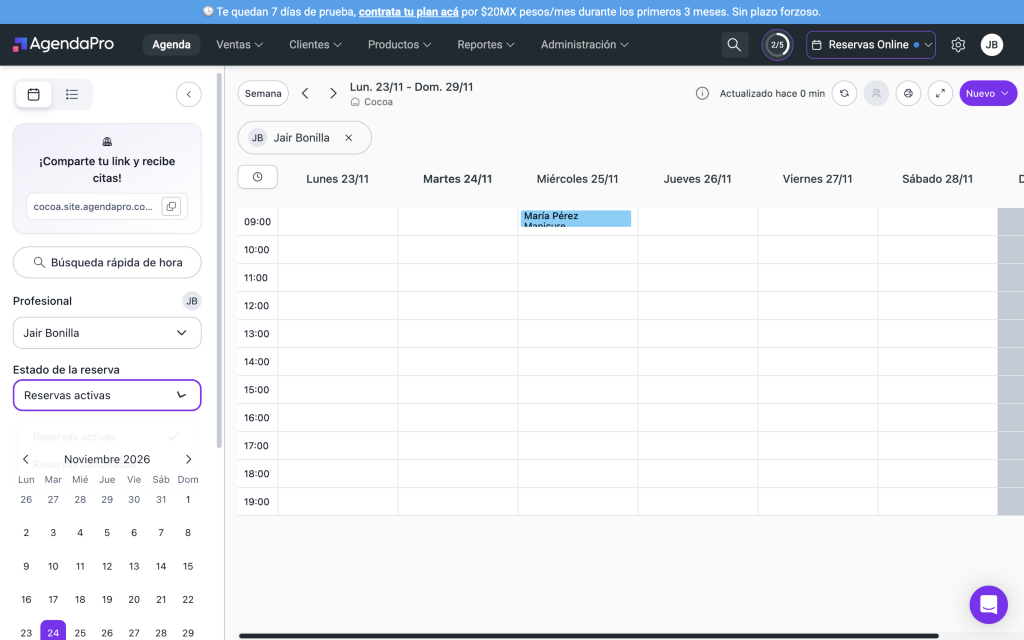 🕒 Te quedan 7 días de prueba, contrata tu plan acá por $20MX pesos/mes durante los primeros 3 meses. Sin plazo forzoso.
AgendaPro
Agenda
Ventas
Clientes
Productos
Reportes
Administración
2/5
Reservas Online
JB
Semana
Lun. 23/11 - Dom. 29/11
Cocoa
Actualizado hace 0 min
Nuevo
¡Comparte tu link y recibe
citas!
cocoa.site.agendapro.co...
JB Jair Bonilla
Búsqueda rápida de hora
Profesional
JB
Jair Bonilla
Estado de la reserva
Reservas activas
Reservas activas
Noviembre 2026
Lun Mar Mié Jue Vie Sáb Dom
26 27 28 29 30 31 1
2 3 4 5 6 7 8
9 10 11 12 13 14 15
16 17 18 19 20 21 22
23 24 25 26 27 28 29
Lunes 23/11 Martes 24/11 Miércoles 25/11 Jueves 26/11 Viernes 27/11 Sábado 28/11 D
09:00
María Pérez
Manicure
10:00
11:00
12:00
13:00
14:00
15:00
16:00
17:00
18:00
19:00